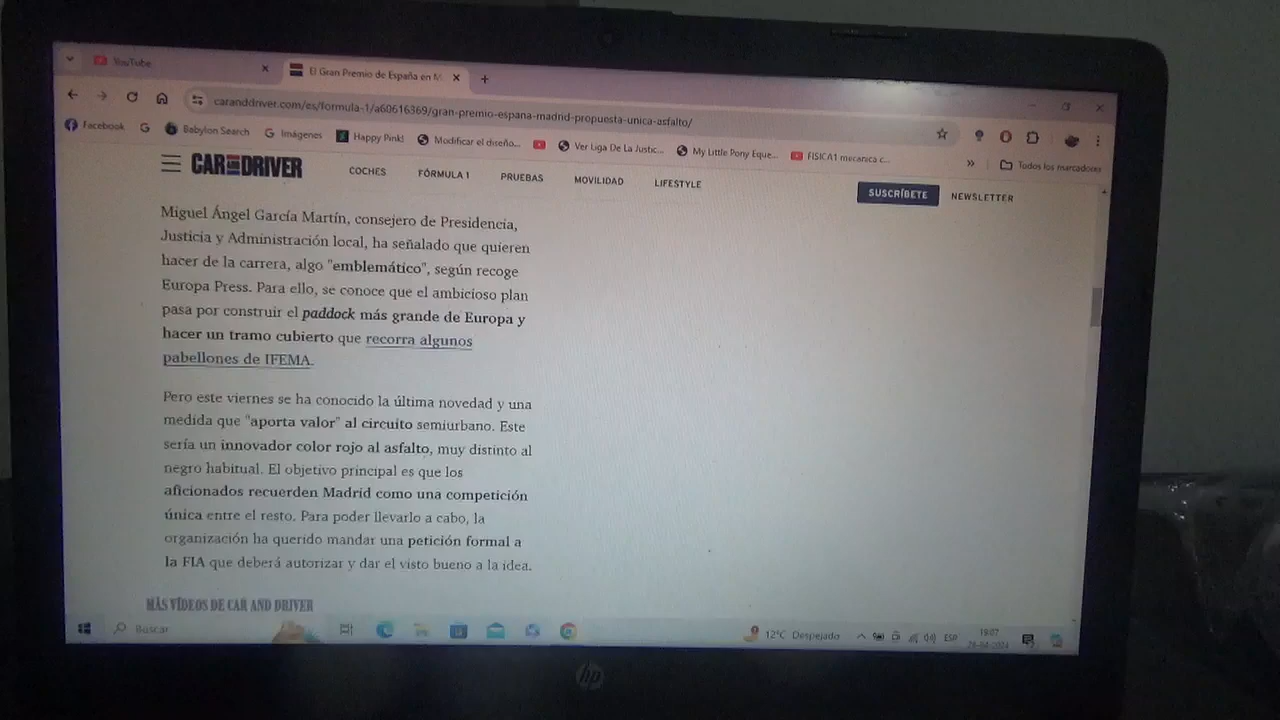 YouTube
El Gran Premio de España en M
caranddriver.com/es/formula-1/a60616369/gran-premio-espana-madrid-propuesta-unica-asfalto/
Facebook
Babylon Search
Imágenes
Happy Pink!
Modificar el diseño...
Ver Liga De La Justic...
My Little Pony Eque...
FISICA1 mecanica c...
Todos los marcadores
CAR AND DRIVER
COCHES
FÓRMULA 1
PRUEBAS
MOVILIDAD
LIFESTYLE
SUSCRÍBETE
NEWSLETTER
Miguel Ángel García Martín, consejero de Presidencia,
Justicia y Administración local, ha señalado que quieren
hacer de la carrera, algo "emblemático", según recoge
Europa Press. Para ello, se conoce que el ambicioso plan
pasa por construir el paddock más grande de Europa y
hacer un tramo cubierto que recorra algunos
pabellones de IFEMA.
Pero este viernes se ha conocido la última novedad y una
medida que "aporta valor" al circuito semiurbano. Este
sería un innovador color rojo al asfalto, muy distinto al
negro habitual. El objetivo principal es que los
aficionados recuerden Madrid como una competición
única entre el resto. Para poder llevarlo a cabo, la
organización ha querido mandar una petición formal a
la FIA que deberá autorizar y dar el visto bueno a la idea.
MÁS VÍDEOS DE CAR AND DRIVER
Buscar
12°C Despejado
ESP
19:07
hp